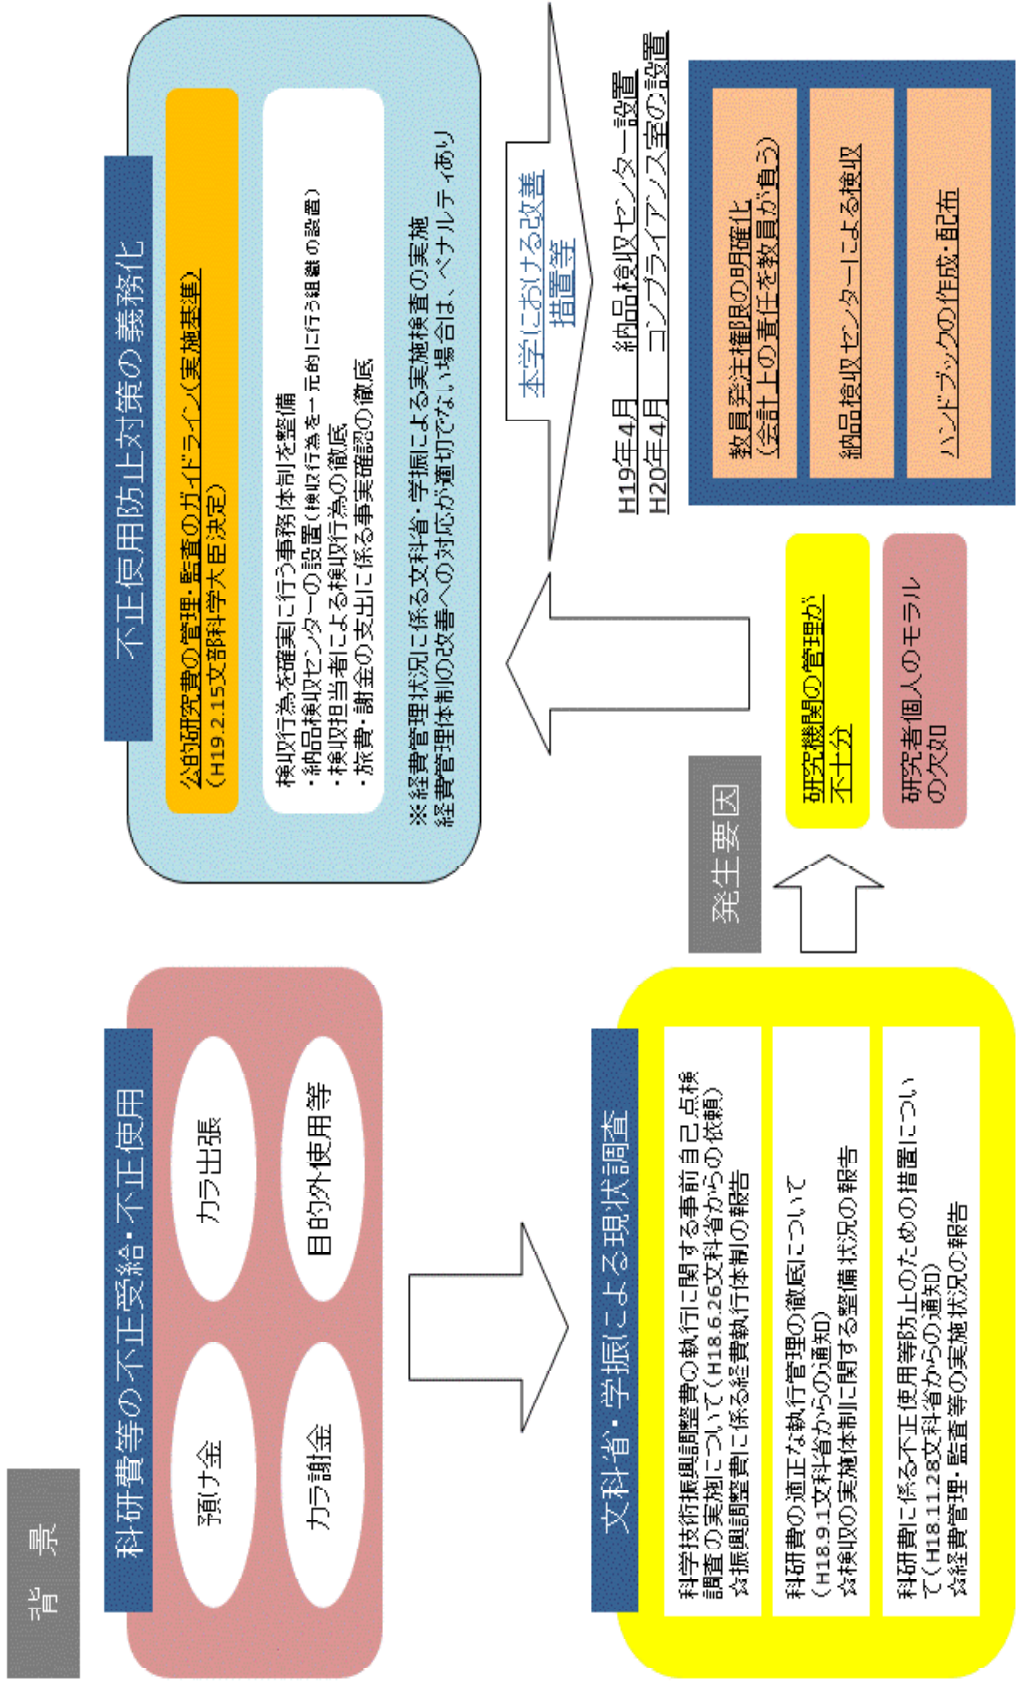 背　景
科研費等の不正受給・不正使用
預け金
カラ出張
カラ謝金
目的外使用等
文科省・学振による現状調査
科学技術振興調整費の執行に関する事前自己点検
調査の実施について（H18.6.26文科省からの依頼）
☆振興調整費に係る経費執行体制の報告
科研費の適正な執行管理の徹底について
（H18.9.1文科省からの通知）
☆検収の実施体制に関する整備状況の報告
科研費に係る不正使用等防止のための措置につい
て（H18.11.28文科省からの通知）
☆経費管理・監査等の実施状況の報告
発生要因
研究機関の管理が
不十分
研究者個人のモラル
の欠如
不正使用防止対策の義務化
公的研究費の管理・監査のガイドライン（実施基準）
（H19.2.15文部科学大臣決定）
検収行為を確実に行う事務体制を整備
・納品検収センターの設置（検収行為を一元的に行う組織の設置）
・検収担当者による検収行為の徹底
・旅費・謝金の支出に係る事実確認の徹底
※経費管理状況に係る文科省・学振による実施検査の実施
経費管理体制の改善への対応が適切でない場合は、ペナルティあり
本学における改善
措置等
H19年4月　納品検収センター設置
H20年4月　コンプライアンス室の設置
教員発注権限の明確化
（会計上の責任を教員が負う）
納品検収センターによる検収
ハンドブックの作成・配布